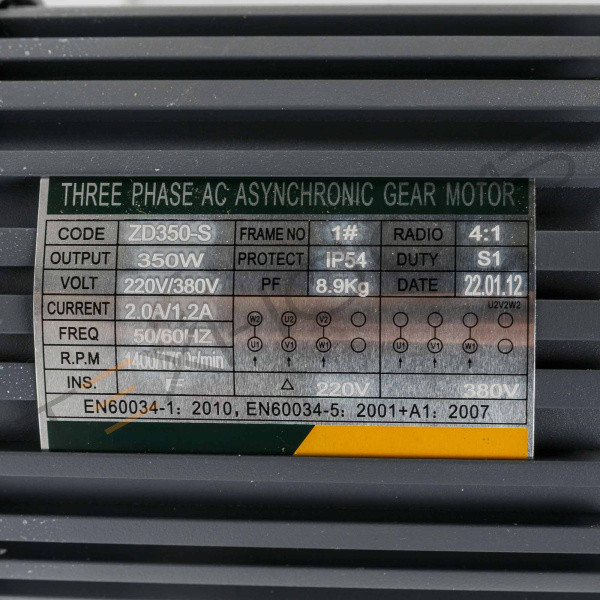 THREE PHASE AC ASYNCHRONIC GEAR MOTOR
CODE ZD350-S FRAME NO 1# RADIO 4:1
OUTPUT 350W PROTECT IP54 DUTY S1
VOLT 220V/380V PF 8.9Kg DATE 22.01.12
CURRENT 2.0A/1.2A U2V2W2
FREQ 50/60HZ W2 U2 V2
R.P.M U1 V1 W1 U1 V1 W1
INS. F △ 220V 380V
EN60034-1: 2010, EN60034-5: 2001+A1: 2007